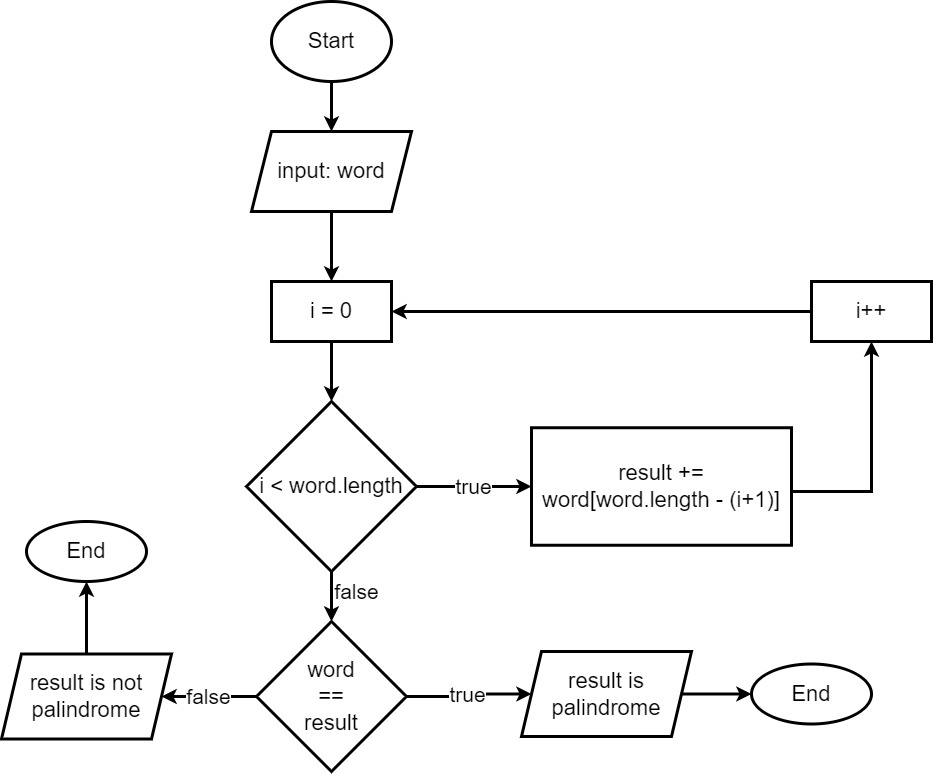 Start
input: word
i = 0
i++
i < word.length
true
result +=
word[word.length - (i+1)]
false
End
word
==
result
false
result is not
palindrome
true
result is
palindrome
End